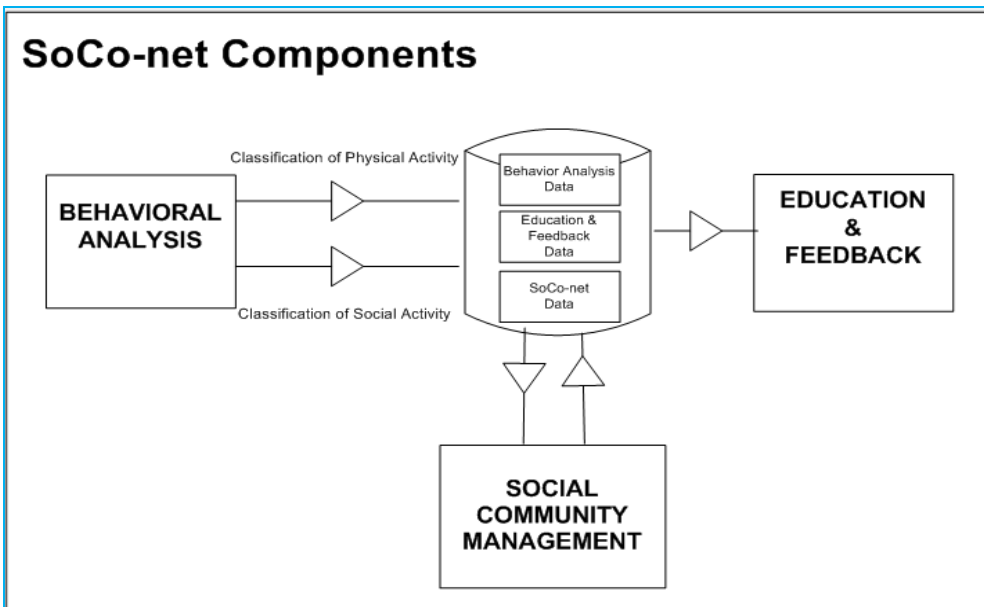 SoCo-net Components
Classification of Physical Activity
BEHAVIORAL
ANALYSIS
Classification of Social Activity
Behavior Analysis
Data
Education &
Feedback
Data
SoCo-net
Data
EDUCATION
&
FEEDBACK
SOCIAL
COMMUNITY
MANAGEMENT